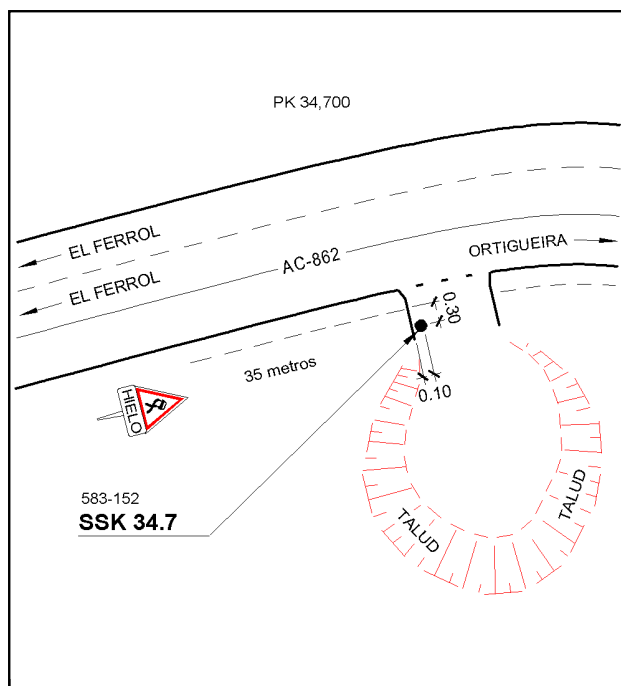 PK 34,700
EL FERROL
EL FERROL
AC-862
ORTIGUEIRA
0.30
35 metros
0.10
HIELO
583-152
SSK 34.7
TALUD
TALUD